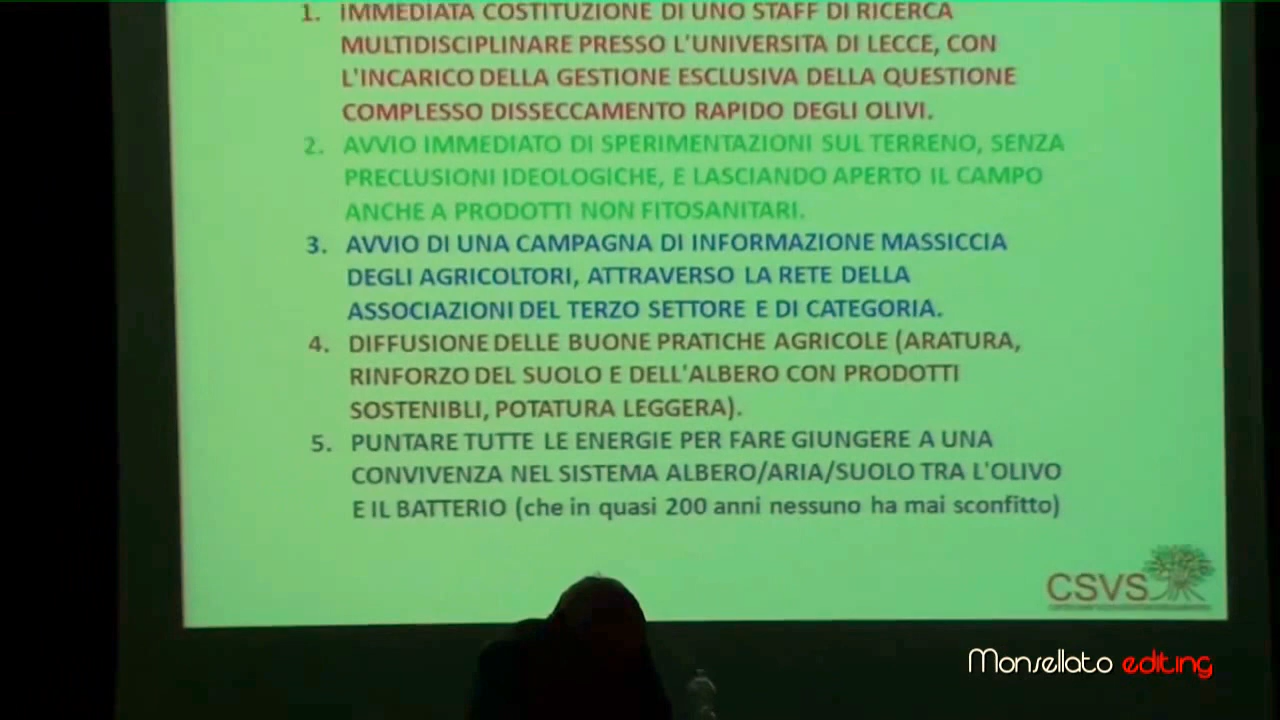 1. IMMEDIATA COSTITUZIONE DI UNO STAFF DI RICERCA
MULTIDISCIPLINARE PRESSO L'UNIVERSITA DI LECCE, CON
L'INCARICO DELLA GESTIONE ESCLUSIVA DELLA QUESTIONE
COMPLESSO DISSECCAMENTO RAPIDO DEGLI OLIVI.
2. AVVIO IMMEDIATO DI SPERIMENTAZIONI SUL TERRENO, SENZA
PRECLUSIONI IDEOLOGICHE, E LASCIANDO APERTO IL CAMPO
ANCHE A PRODOTTI NON FITOSANITARI.
3. AVVIO DI UNA CAMPAGNA DI INFORMAZIONE MASSICCIA
DEGLI AGRICOLTORI, ATTRAVERSO LA RETE DELLA
ASSOCIAZIONI DEL TERZO SETTORE E DI CATEGORIA.
4. DIFFUSIONE DELLE BUONE PRATICHE AGRICOLE (ARATURA,
RINFORZO DEL SUOLO E DELL'ALBERO CON PRODOTTI
SOSTENIBLI, POTATURA LEGGERA).
5. PUNTARE TUTTE LE ENERGIE PER FARE GIUNGERE A UNA
CONVIVENZA NEL SISTEMA ALBERO/ARIA/SUOLO TRA L'OLIVO
E IL BATTERIO (che in quasi 200 anni nessuno ha mai sconfitto)
CSVS
Monsellato editing